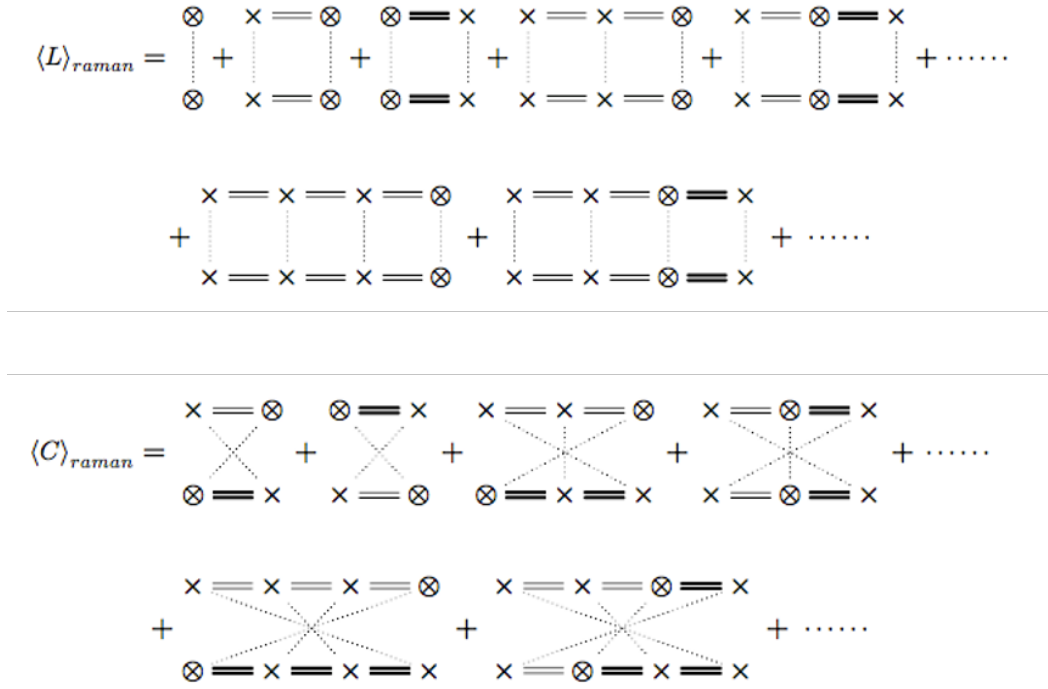 ⟨L⟩raman = ⊗ + × ═ ⊗ + ⊗ ═ × + × ═ × ═ ⊗ + × ═ ⊗ ═ × + ······
⊗ × ═ ⊗ ⊗ ═ × × ═ × ═ ⊗ × ═ ⊗ ═ ×
+ × ═ × ═ × ═ ⊗ + × ═ × ═ ⊗ ═ × + ······
× ═ × ═ × ═ ⊗ × ═ × ═ ⊗ ═ ×
⟨C⟩raman = × ═ ⊗ + ⊗ ═ × + × ═ × ═ ⊗ + × ═ ⊗ ═ × + ······
⊗ ═ × × ═ ⊗ ⊗ ═ × ═ × × ═ ⊗ ═ ×
+ × ═ × ═ × ═ ⊗ + × ═ × ═ ⊗ ═ × + ······
⊗ ═ × ═ × ═ × × ═ ⊗ ═ × ═ ×